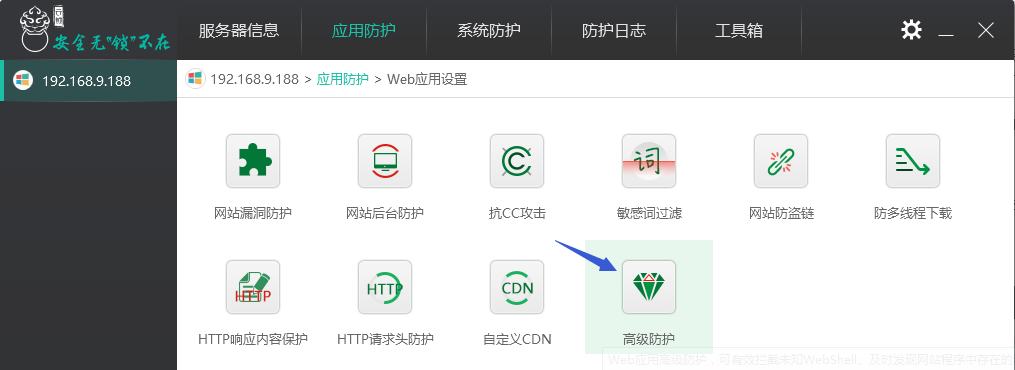 安全无"锁"不在
服务器信息
应用防护
系统防护
防护日志
工具箱
192.168.9.188
192.168.9.188 > 应用防护 > Web应用设置
词
网站漏洞防护
网站后台防护
抗CC攻击
敏感词过滤
网站防盗链
防多线程下载
HTTP
HTTP
CDN
HTTP响应内容保护
HTTP请求头防护
自定义CDN
高级防护
Web应用高级防护，可有效拦截未知WebShell、及时发现网站程序中存在的